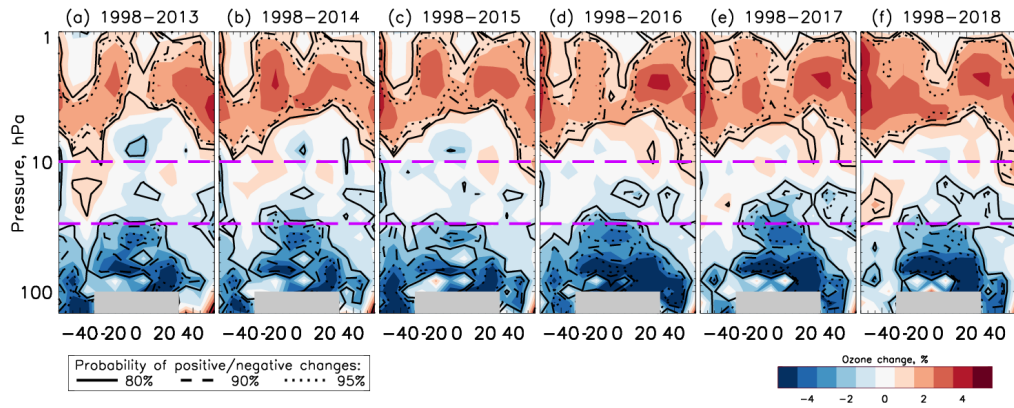 (a) 1998-2013 (b) 1998-2014 (c) 1998-2015 (d) 1998-2016 (e) 1998-2017 (f) 1998-2018
1
10
100
Pressure, hPa
-40-20 0 20 40 -40-20 0 20 40 -40-20 0 20 40 -40-20 0 20 40 -40-20 0 20 40 -40-20 0 20 40
Probability of positive/negative changes:
80% 90% 95%
Ozone change, %
-4 -2 0 2 4